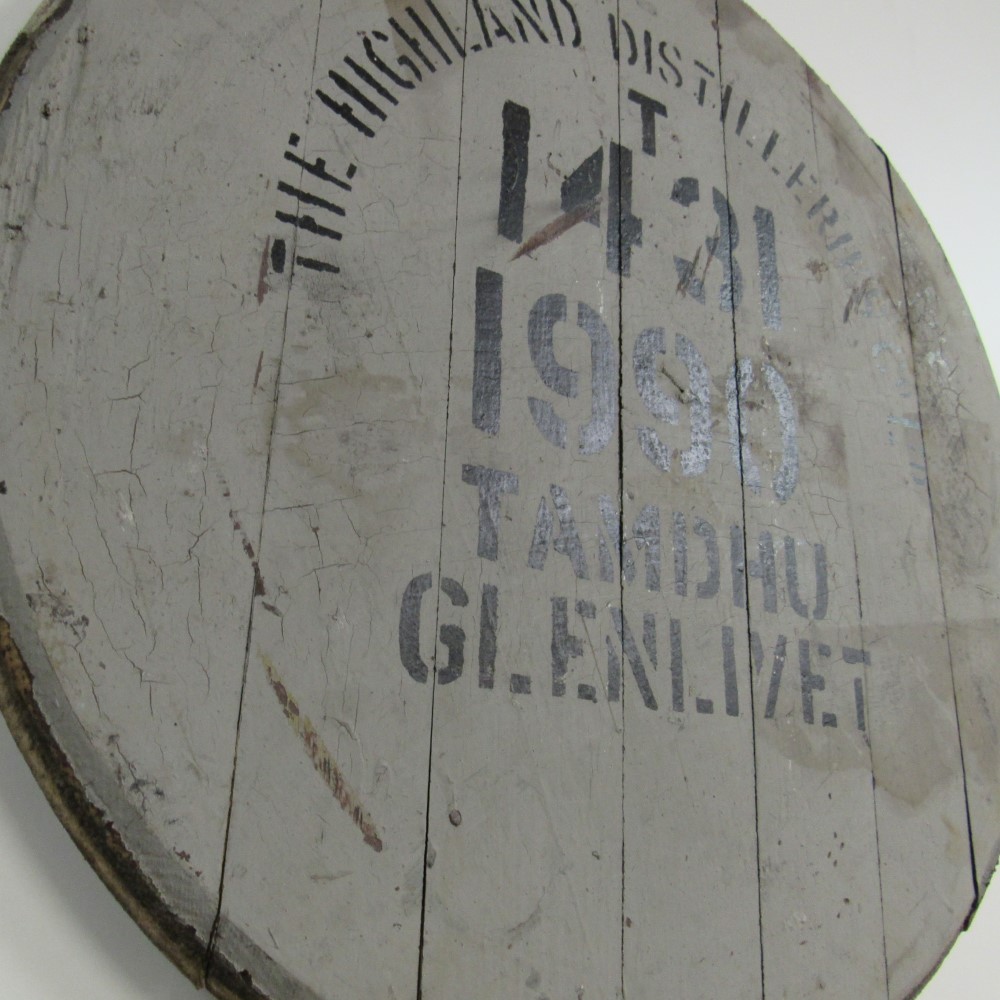 THE HIGHLAND DISTILLERIES
T
1431
1990
TAMDHU
GLENLIVET